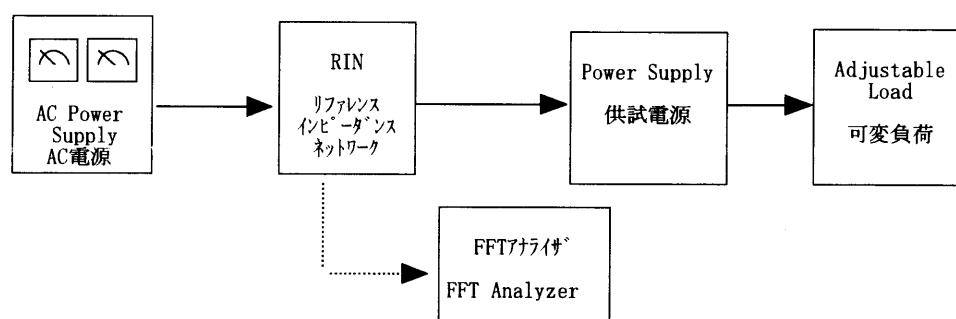 AC Power
Supply
AC電源
RIN
リファレンス
インピーダンス
ネットワーク
Power Supply
供試電源
Adjustable
Load
可変負荷
FFTアナライザ
FFT Analyzer